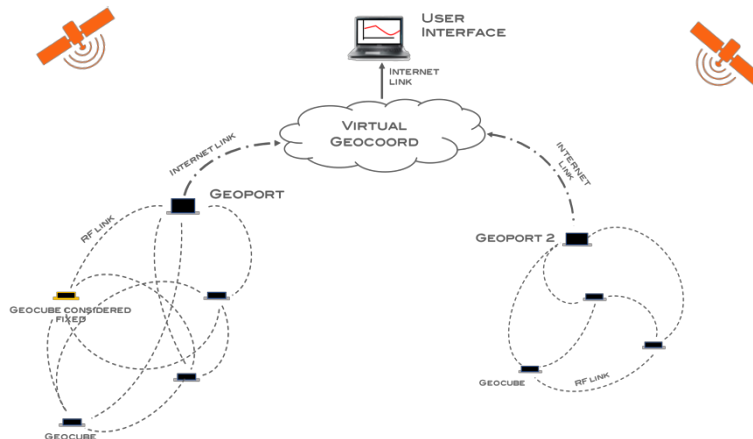 USER
INTERFACE
INTERNET
LINK
VIRTUAL
GEOCOORD
INTERNET LINK
INTERNET
LINK
GEOPORT
RF LINK
GEOPORT 2
GEOCUBE CONSIDERED
FIXED
GEOCUBE
RF LINK
GEOCUBE